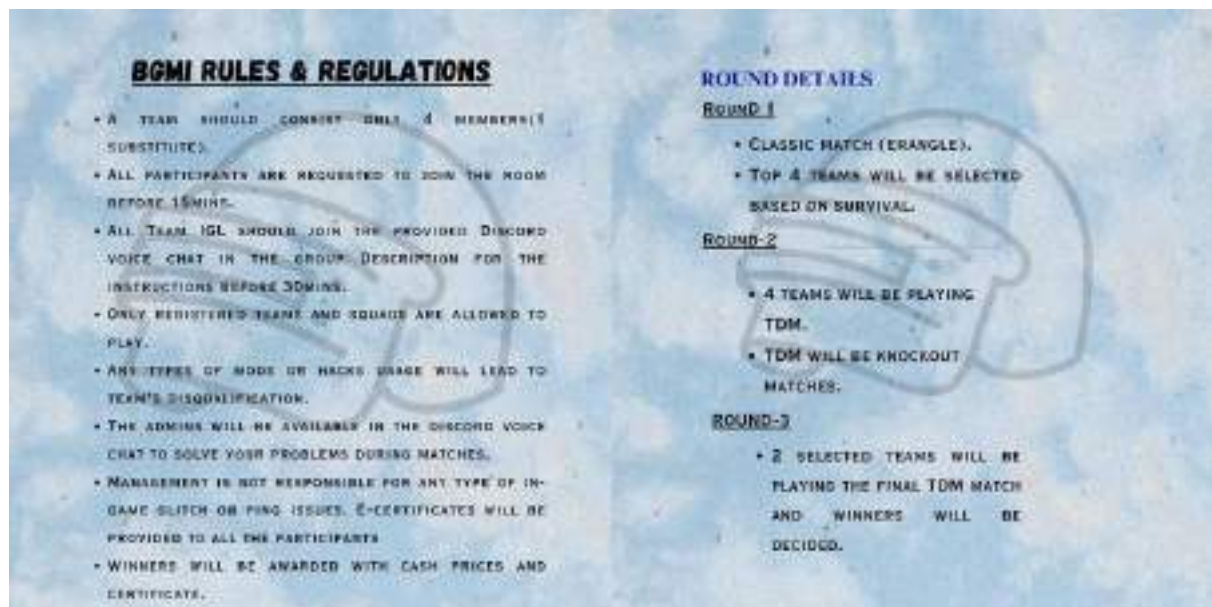 BGMI RULES & REGULATIONS
• A TEAM SHOULD CONSIST ONLY 4 MEMBERS(1
SUBSTITUTE).
• ALL PARTICIPANTS ARE REQUESTED TO JOIN THE ROOM
BEFORE 15MINS.
• ALL TEAM IGL SHOULD JOIN THE PROVIDED DISCORD
VOICE CHAT IN THE GROUP DESCRIPTION FOR THE
INSTRUCTIONS BEFORE 30MINS.
• ONLY REGISTERED TEAMS AND SQUADS ARE ALLOWED TO
PLAY.
• ANY TYPES OF MODS OR HACKS USAGE WILL LEAD TO
TEAM'S DISQUALIFICATION.
• THE ADMINS WILL BE AVAILABLE IN THE DISCORD VOICE
CHAT TO SOLVE YOUR PROBLEMS DURING MATCHES.
• MANAGEMENT IS NOT RESPONSIBLE FOR ANY TYPE OF IN-
GAME GLITCH OR PING ISSUES. E-CERTIFICATES WILL BE
PROVIDED TO ALL THE PARTICIPANTS
• WINNERS WILL BE AWARDED WITH CASH PRICES AND
CERTIFICATE.
ROUND DETAILS
ROUND 1
• CLASSIC MATCH (ERANGLE).
• TOP 4 TEAMS WILL BE SELECTED
BASED ON SURVIVAL.
ROUND-2
• 4 TEAMS WILL BE PLAYING
TDM.
• TDM WILL BE KNOCKOUT
MATCHES.
ROUND-3
• 2 SELECTED TEAMS WILL BE
PLAYING THE FINAL TDM MATCH
AND WINNERS WILL BE
DECIDED.